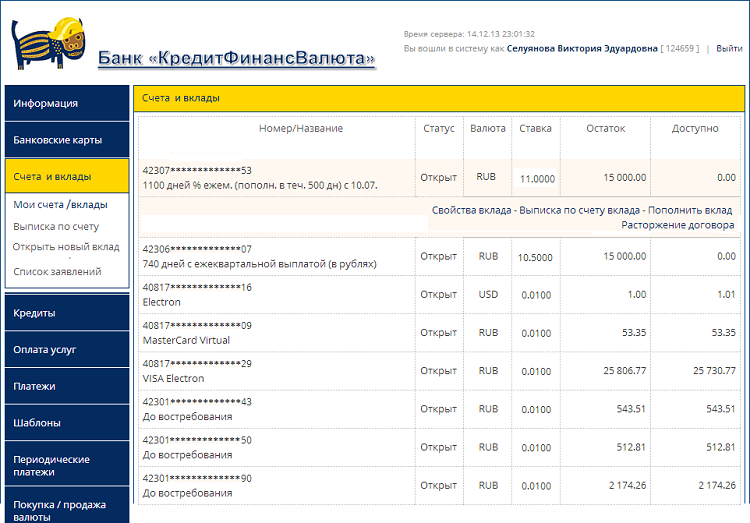 Время сервера: 14.12.13 23:01:32
Вы вошли в систему как Селуянова Виктория Эдуардовна [ 124659 ] | Выйти
Банк «КредитФинансВалюта»
Информация
Банковские карты
Счета и вклады
Мои счета /вклады
Выписка по счету
Открыть новый вклад
Список заявлений
Кредиты
Оплата услуг
Платежи
Шаблоны
Периодические
платежи
Покупка / продажа
валюты
Счета и вклады
Номер/Название Статус Валюта Ставка Остаток Доступно
42307*************53
1100 дней % ежем. (пополн. в теч. 500 дн) с 10.07.
Открыт RUB 11.0000 15 000.00 0.00
Свойства вклада - Выписка по счету вклада - Пополнить вклад
Расторжение договора
42306*************07
740 дней с ежеквартальной выплатой (в рублях)
Открыт RUB 10.5000 15 000.00 0.00
40817*************16
Electron
Открыт USD 0.0100 1.00 1.01
40817*************09
MasterCard Virtual
Открыт RUB 0.0100 53.35 53.35
40817*************29
VISA Electron
Открыт RUB 0.0100 25 806.77 25 730.77
42301*************43
До востребования
Открыт RUB 0.0100 543.51 543.51
42301*************50
До востребования
Открыт RUB 0.0100 512.81 512.81
42301*************90
До востребования
Открыт RUB 0.0100 2 174.26 2 174.26